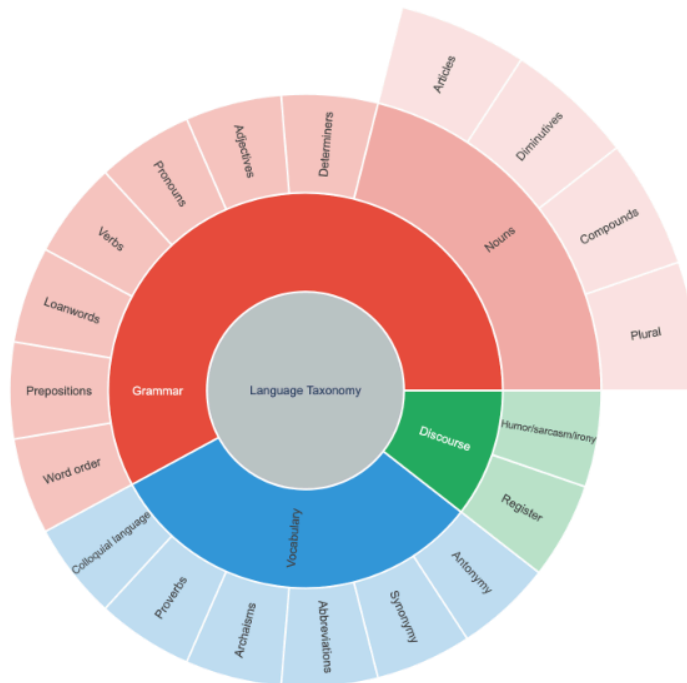 Articles
Diminutives
Compounds
Plural
Nouns
Determiners
Adjectives
Pronouns
Verbs
Loanwords
Prepositions
Word order
Grammar
Language Taxonomy
Discourse
Humor/sarcasm/irony
Register
Vocabulary
Colloquial language
Proverbs
Archaisms
Abbreviations
Synonymy
Antonymy